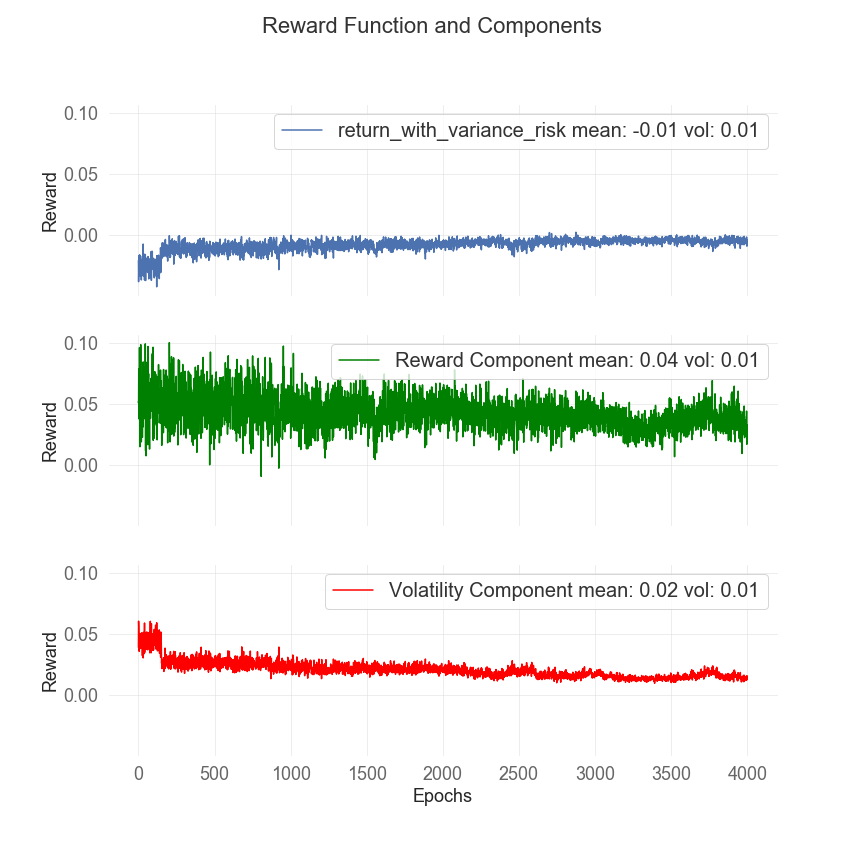 Reward Function and Components
0.10
return_with_variance_risk mean: -0.01 vol: 0.01
0.05
Reward
0.00
0.10
Reward Component mean: 0.04 vol: 0.01
0.05
Reward
0.00
0.10
Volatility Component mean: 0.02 vol: 0.01
0.05
Reward
0.00
0 500 1000 1500 2000 2500 3000 3500 4000
Epochs